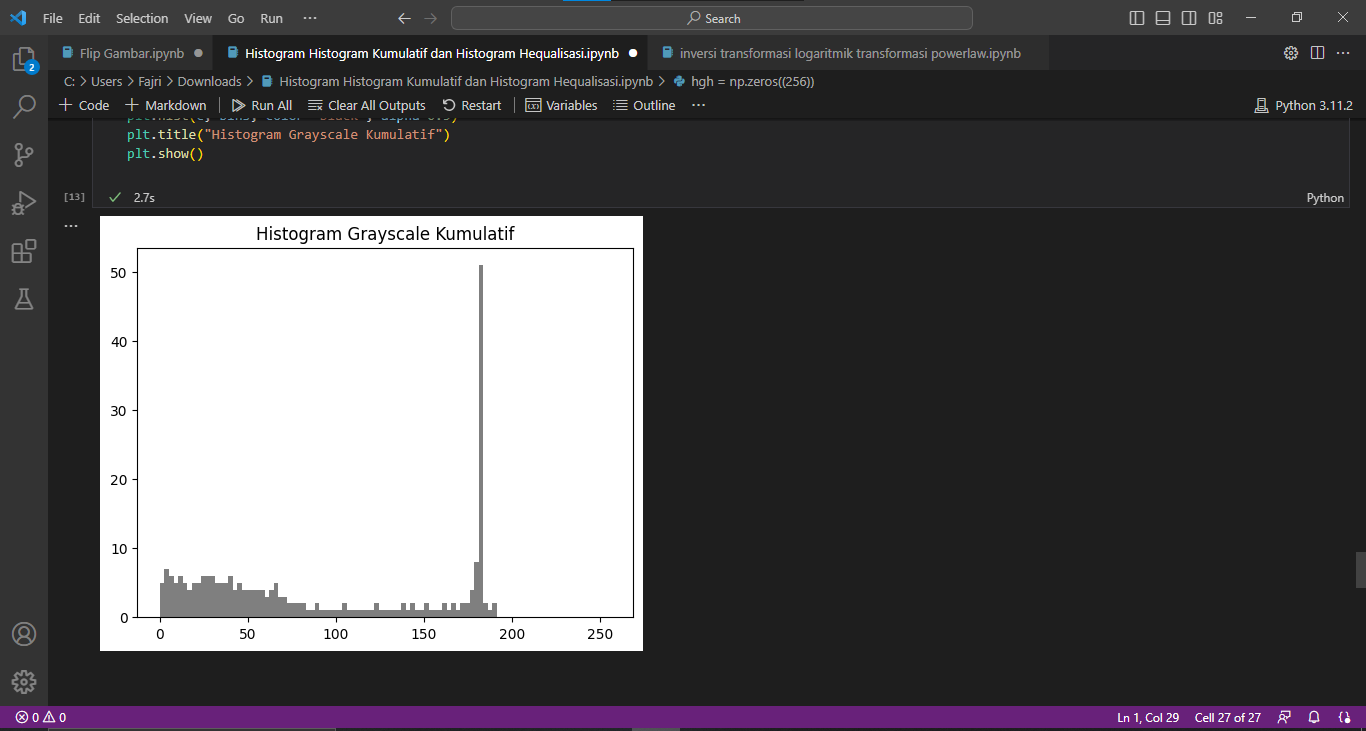 File Edit Selection View Go Run ··· Search
Flip Gambar.ipynb Histogram Histogram Kumulatif dan Histogram Hequalisasi.ipynb inversi transformasi logaritmik transformasi powerlaw.ipynb
C: > Users > Fajri > Downloads > Histogram Histogram Kumulatif dan Histogram Hequalisasi.ipynb > hgh = np.zeros((256))
+ Code + Markdown Run All Clear All Outputs Restart Variables Outline ··· Python 3.11.2
2
plt.title("Histogram Grayscale Kumulatif")
plt.show()
[13] 2.7s Python
Histogram Grayscale Kumulatif
50
40
30
20
10
0
0 50 100 150 200 250
0 0 Ln 1, Col 29 Cell 27 of 27